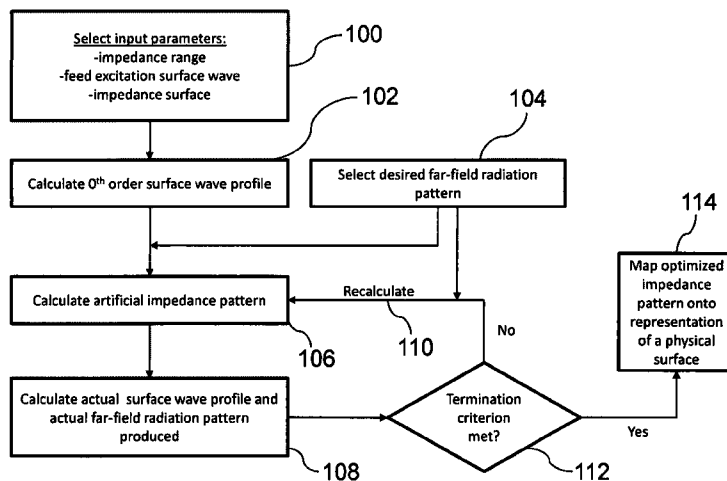 Select input parameters:
-impedance range
-feed excitation surface wave
-impedance surface
100
102
Calculate 0th order surface wave profile
104
Select desired far-field radiation
pattern
114
Map optimized
impedance
pattern onto
representation
of a physical
surface
Calculate artificial impedance pattern
106
Recalculate
110
No
Calculate actual surface wave profile and
actual far-field radiation pattern
produced
108
Termination
criterion
met?
112
Yes